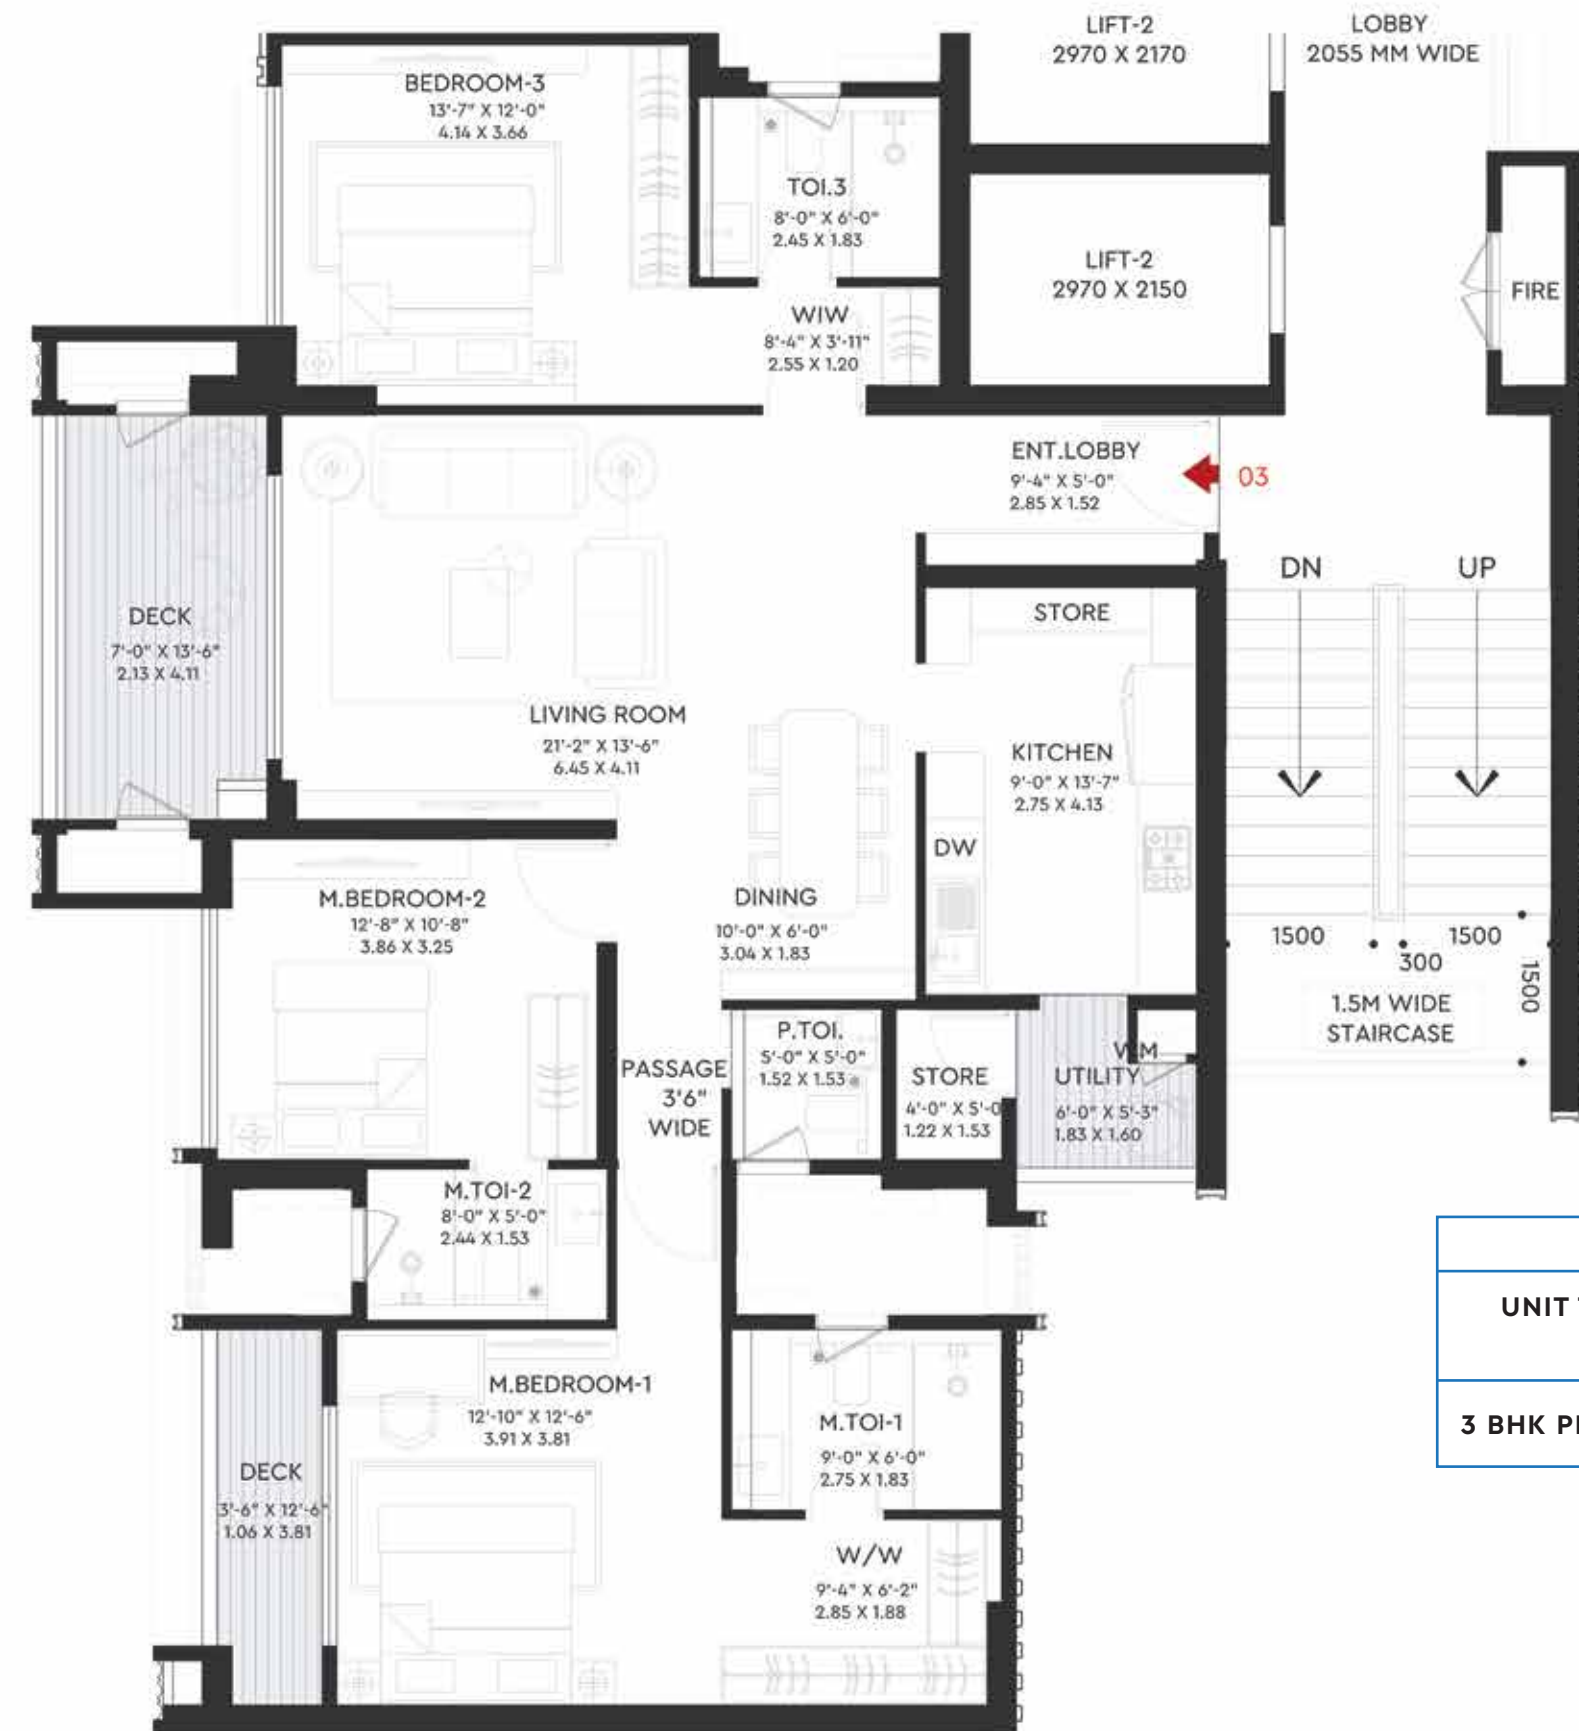 LIFT-2
2970 X 2170
LOBBY
2055 MM WIDE
BEDROOM-3
13'-7" X 12'-0"
4.14 X 3.66
TOI.3
8'-0" X 6'-0"
2.45 X 1.83
LIFT-2
2970 X 2150
FIRE
WIW
8'-4" X 3'-11"
2.55 X 1.20
ENT.LOBBY
9'-4" X 5'-0"
2.85 X 1.52
03
DN
UP
DECK
7'-0" X 13'-6"
2.13 X 4.11
STORE
LIVING ROOM
21'-2" X 13'-6"
6.45 X 4.11
KITCHEN
9'-0" X 13'-7"
2.75 X 4.13
DW
M.BEDROOM-2
12'-8" X 10'-8"
3.86 X 3.25
DINING
10'-0" X 6'-0"
3.04 X 1.83
1500
300
1500
1500
1.5M WIDE
STAIRCASE
P.TOI.
5'-0" X 5'-0"
1.52 X 1.53
PASSAGE
3'6"
WIDE
STORE
4'-0" X 5'-0
1.22 X 1.53
WM
UTILITY
6'-0" X 5'-3"
1.83 X 1.60
M.TOI-2
8'-0" X 5'-0"
2.44 X 1.53
UNIT
3 BHK
M.BEDROOM-1
12'-10" X 12'-6"
3.91 X 3.81
M.TOI-1
9'-0" X 6'-0"
2.75 X 1.83
DECK
3'-6" X 12'-6"
1.06 X 3.81
W/W
9'-4" X 6'-2"
2.85 X 1.88